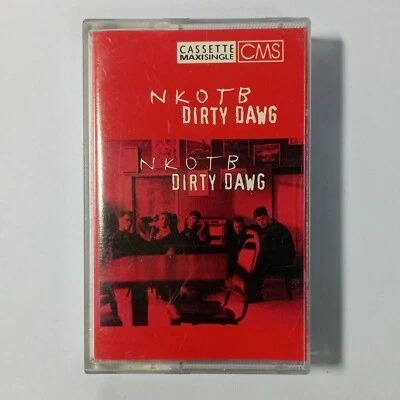 CASSETTE
MAXISINGLE
CMS
NKOTB
DIRTY DAWG
NKOTB
DIRTY DAWG